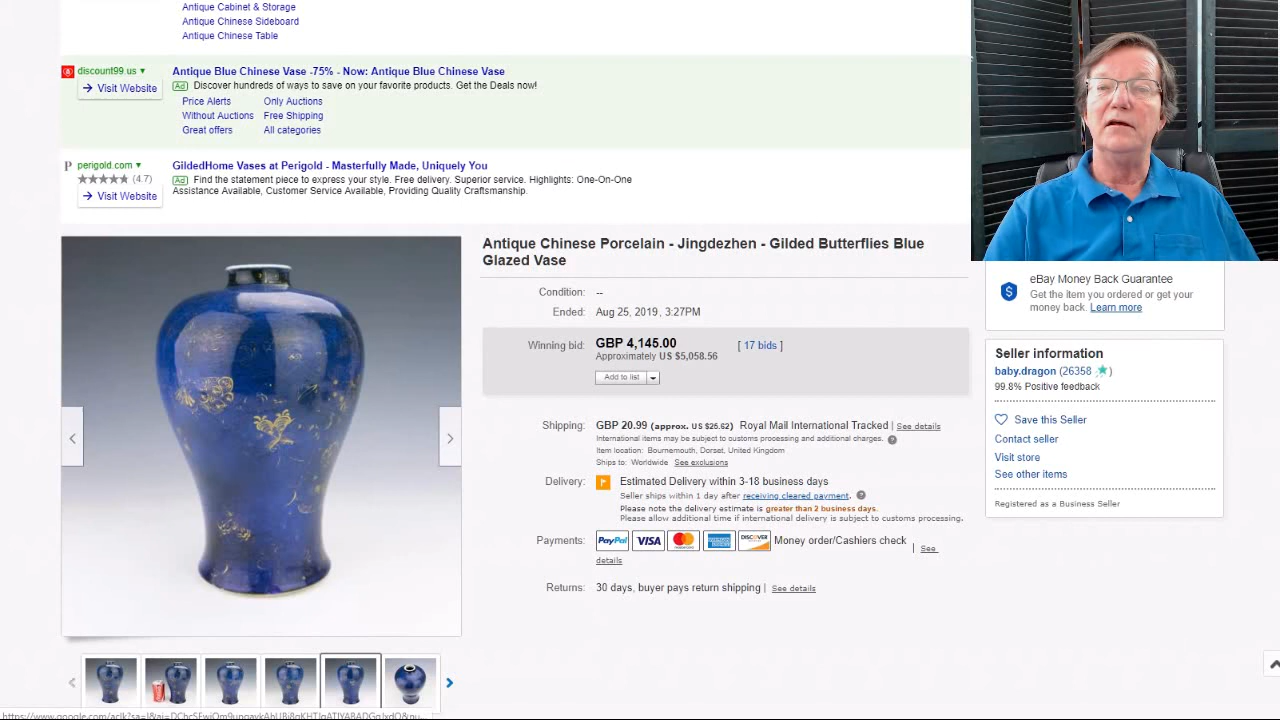 Antique Cabinet & Storage
Antique Chinese Sideboard
Antique Chinese Table
discount99.us
Visit Website
Antique Blue Chinese Vase -75% - Now: Antique Blue Chinese Vase
Ad Discover hundreds of ways to save on your favorite products. Get the Deals now!
Price Alerts Only Auctions
Without Auctions Free Shipping
Great offers All categories
perigold.com
(4.7)
Visit Website
GildedHome Vases at Perigold - Masterfully Made, Uniquely You
Ad Find the statement piece to express your style. Free delivery. Superior service. Highlights: One-On-One
Assistance Available, Customer Service Available, Providing Quality Craftsmanship.
Antique Chinese Porcelain - Jingdezhen - Gilded Butterflies Blue
Glazed Vase
Condition: --
Ended: Aug 25, 2019 , 3:27PM
Winning bid: GBP 4,145.00 [ 17 bids ]
Approximately US $5,058.56
Add to list
Shipping: GBP 20.99 (approx. US $25.62) Royal Mail International Tracked | See details
International items may be subject to customs processing and additional charges.
Item location: Bournemouth, Dorset, United Kingdom
Ships to: Worldwide See exclusions
Delivery: Estimated Delivery within 3-18 business days
Seller ships within 1 day after receiving cleared payment.
Please note the delivery estimate is greater than 2 business days.
Please allow additional time if international delivery is subject to customs processing.
Payments: PayPal VISA MasterCard DISCOVER Money order/Cashiers check | See
details
Returns: 30 days, buyer pays return shipping | See details
eBay Money Back Guarantee
Get the item you ordered or get your
money back. Learn more
Seller information
baby.dragon (26358 )
99.8% Positive feedback
Save this Seller
Contact seller
Visit store
See other items
Registered as a Business Seller